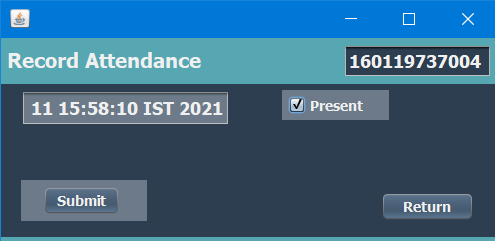 Record Attendance
160119737004
11 15:58:10 IST 2021
Present
Submit
Return